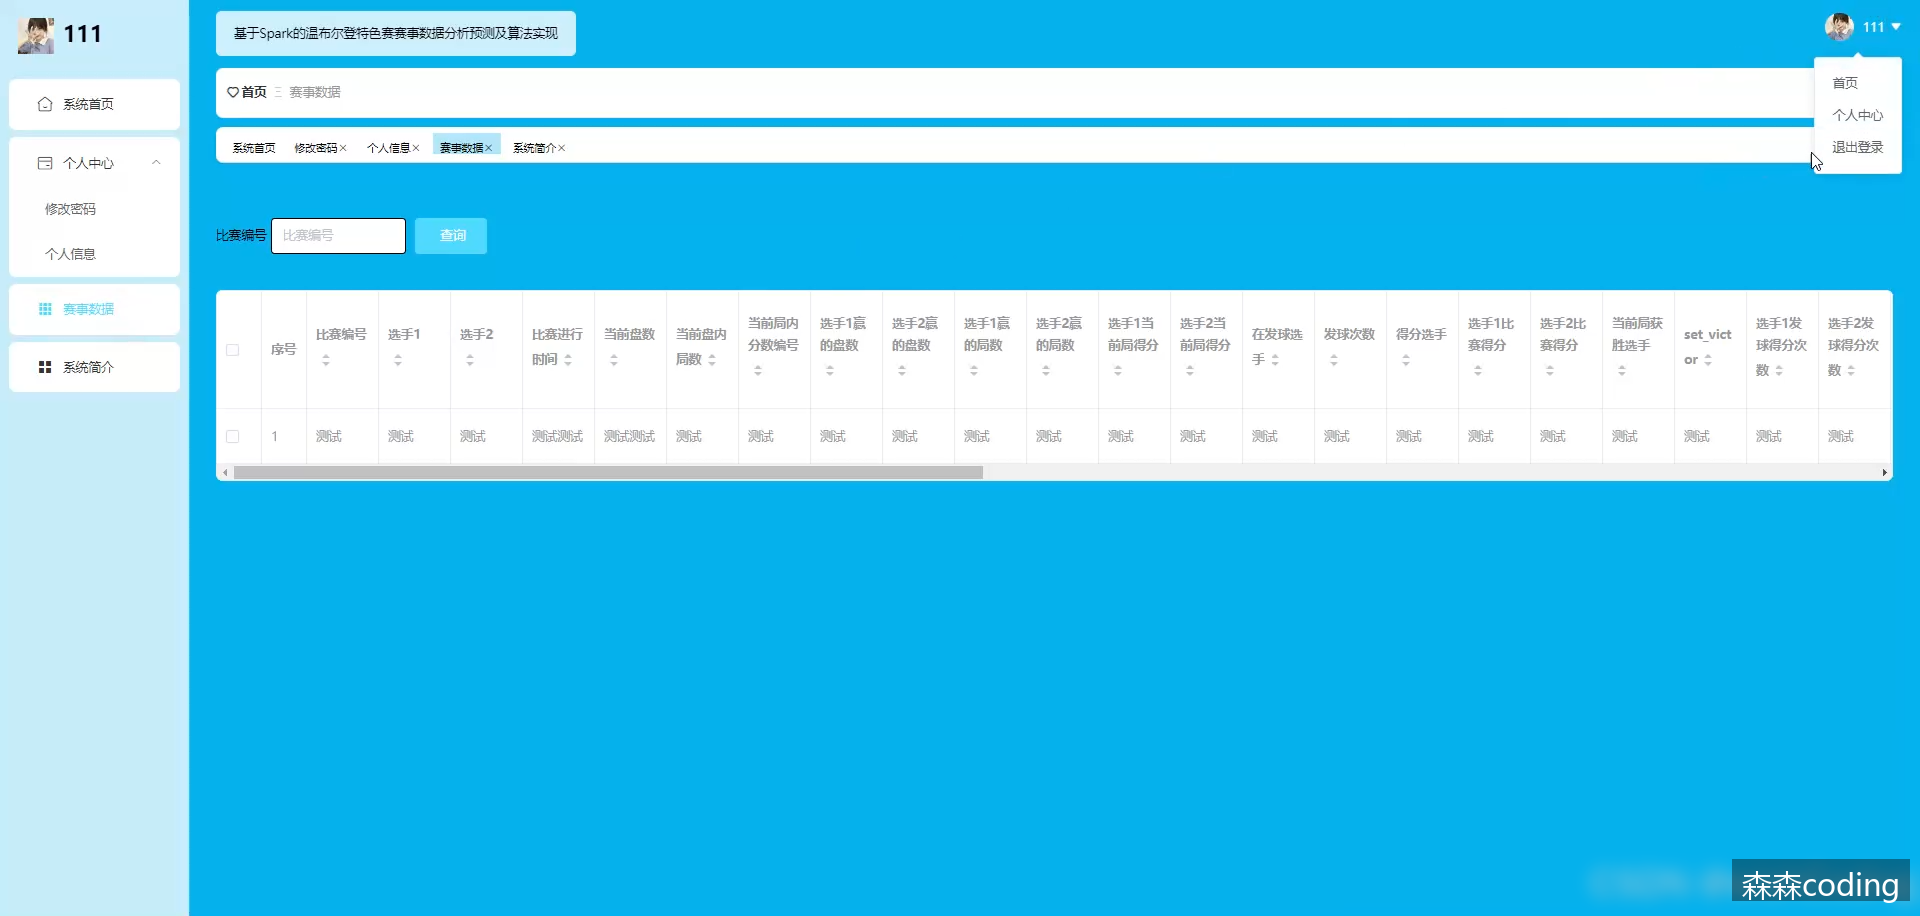 111
系统首页
个人中心
修改密码
个人信息
赛事数据
系统简介
基于Spark的温布尔登特色赛赛事数据分析预测及算法实现
111
首页
个人中心
退出登录
首页 赛事数据
系统首页 修改密码× 个人信息× 赛事数据× 系统简介×
比赛编号 比赛编号 查询
序号 比赛编号 选手1 选手2 比赛进行时间 当前盘数 当前盘内局数 当前局内分数编号 选手1赢的盘数 选手2赢的盘数 选手1赢的局数 选手2赢的局数 选手1当前局得分 选手2当前局得分 在发球选手 发球次数 得分选手 选手1比赛得分 选手2比赛得分 当前局获胜选手 set_victor 选手1发球得分次数 选手2发球得分次数
1 测试 测试 测试 测试测试 测试测试 测试 测试 测试 测试 测试 测试 测试 测试 测试 测试 测试 测试 测试 测试 测试 测试 测试
森森coding